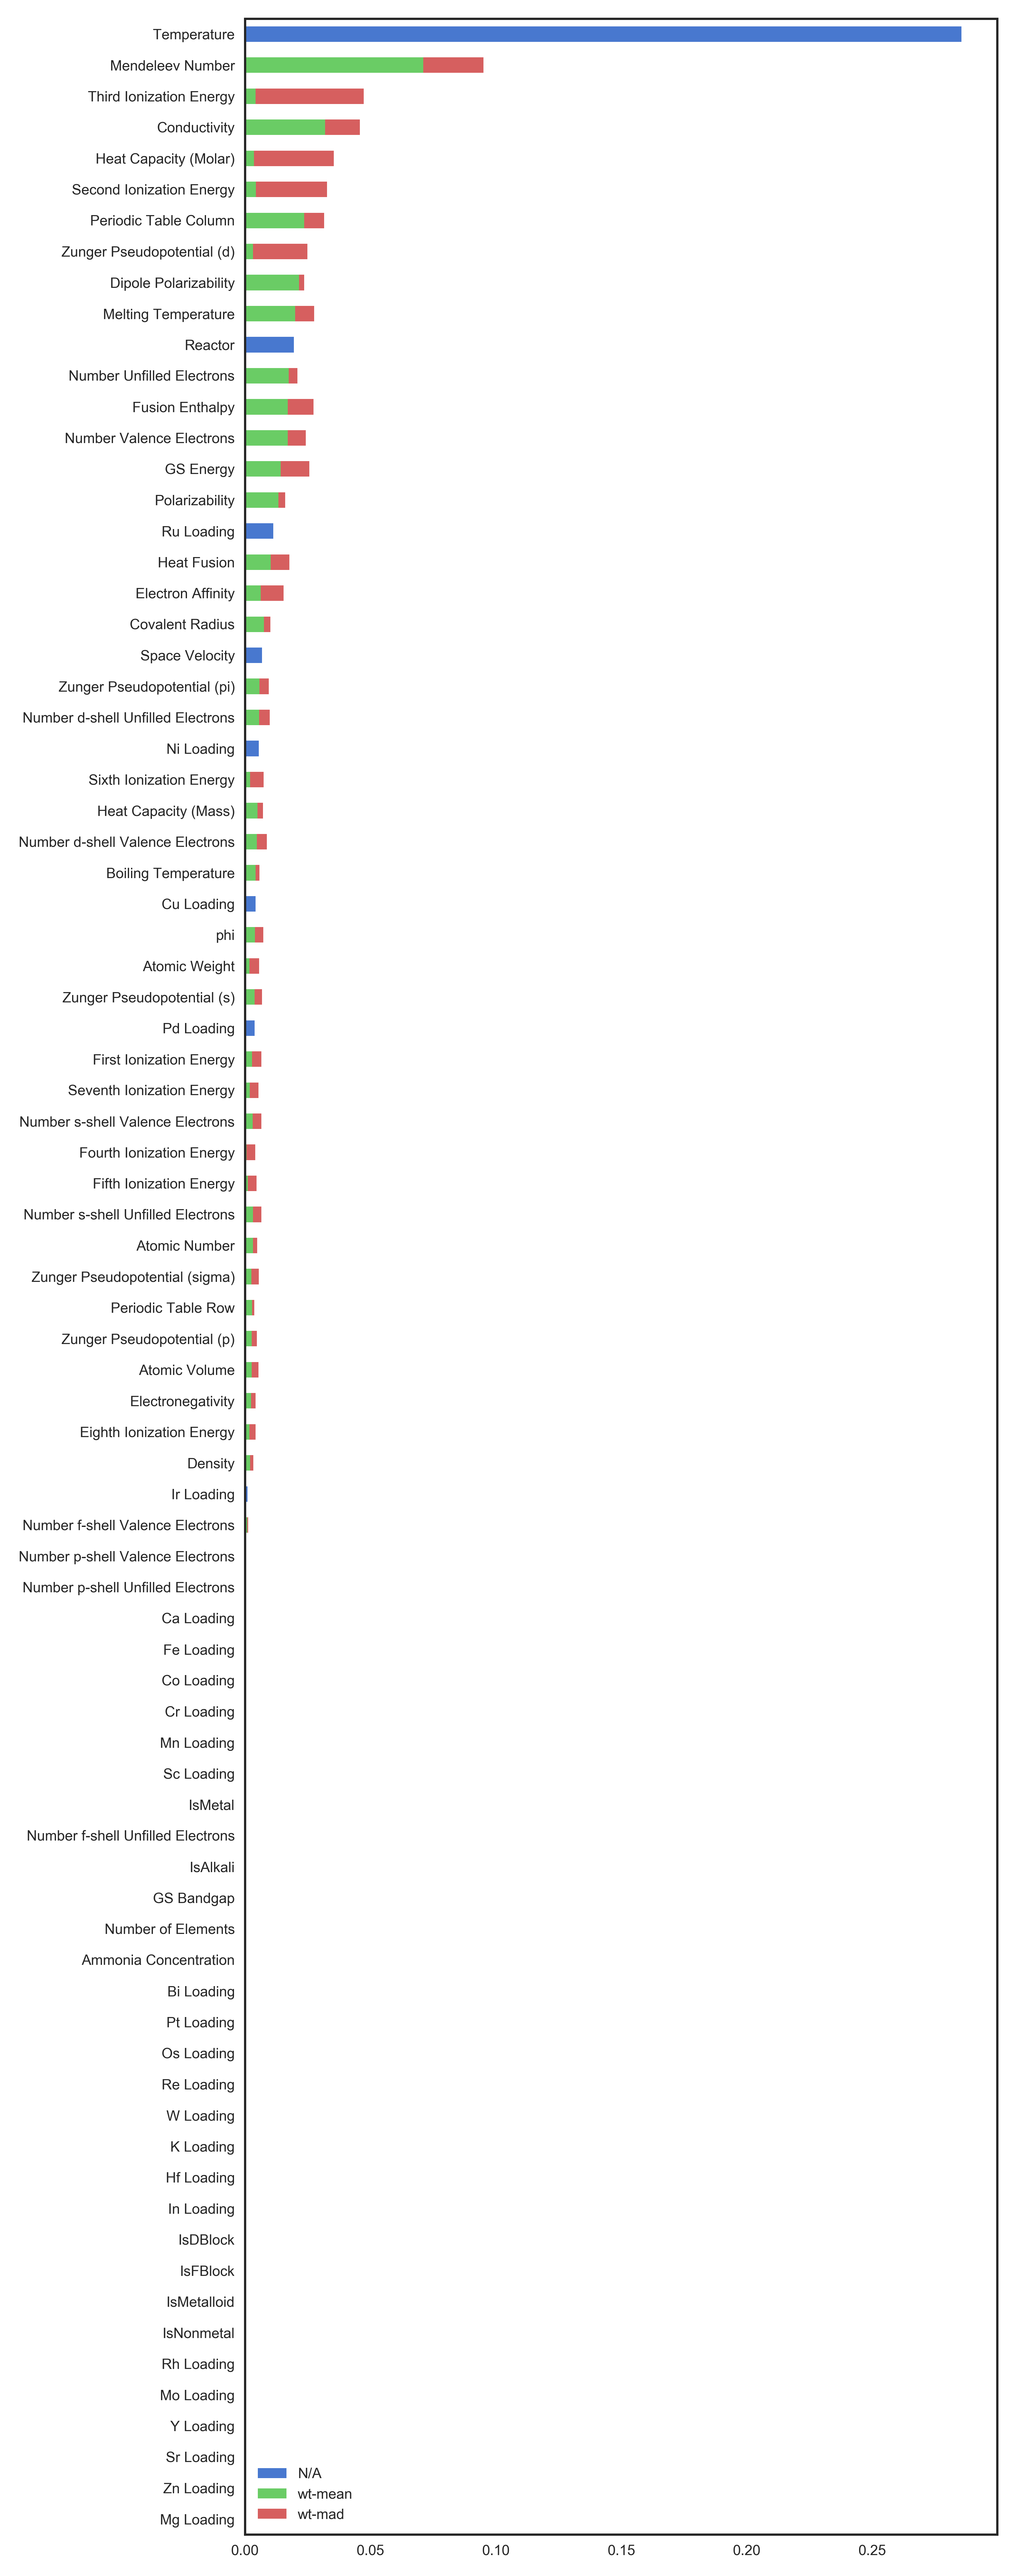 Temperature
Mendeleev Number
Third Ionization Energy
Conductivity
Heat Capacity (Molar)
Second Ionization Energy
Periodic Table Column
Zunger Pseudopotential (d)
Dipole Polarizability
Melting Temperature
Reactor
Number Unfilled Electrons
Fusion Enthalpy
Number Valence Electrons
GS Energy
Polarizability
Ru Loading
Heat Fusion
Electron Affinity
Covalent Radius
Space Velocity
Zunger Pseudopotential (pi)
Number d-shell Unfilled Electrons
Ni Loading
Sixth Ionization Energy
Heat Capacity (Mass)
Number d-shell Valence Electrons
Boiling Temperature
Cu Loading
phi
Atomic Weight
Zunger Pseudopotential (s)
Pd Loading
First Ionization Energy
Seventh Ionization Energy
Number s-shell Valence Electrons
Fourth Ionization Energy
Fifth Ionization Energy
Number s-shell Unfilled Electrons
Atomic Number
Zunger Pseudopotential (sigma)
Periodic Table Row
Zunger Pseudopotential (p)
Atomic Volume
Electronegativity
Eighth Ionization Energy
Density
Ir Loading
Number f-shell Valence Electrons
Number p-shell Valence Electrons
Number p-shell Unfilled Electrons
Ca Loading
Fe Loading
Co Loading
Cr Loading
Mn Loading
Sc Loading
IsMetal
Number f-shell Unfilled Electrons
IsAlkali
GS Bandgap
Number of Elements
Ammonia Concentration
Bi Loading
Pt Loading
Os Loading
Re Loading
W Loading
K Loading
Hf Loading
In Loading
IsDBlock
IsFBlock
IsMetalloid
IsNonmetal
Rh Loading
Mo Loading
Y Loading
Sr Loading
Zn Loading
Mg Loading
N/A
wt-mean
wt-mad
0.00 0.05 0.10 0.15 0.20 0.25